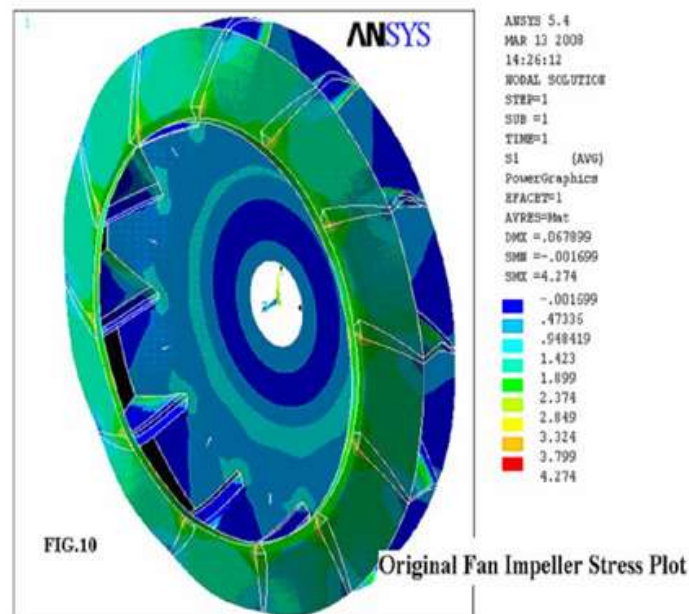 1
ANSYS
ANSYS 5.4
MAR 13 2008
14:26:12
NODAL SOLUTION
STEP=1
SUB =1
TIME=1
S1 (AVG)
PowerGraphics
EFACET=1
AVRES=Mat
DMX =.067899
SMN =-.001699
SMX =4.274
-.001699
.47336
.948419
1.423
1.899
2.374
2.849
3.324
3.799
4.274
FIG.10
Original Fan Impeller Stress Plot